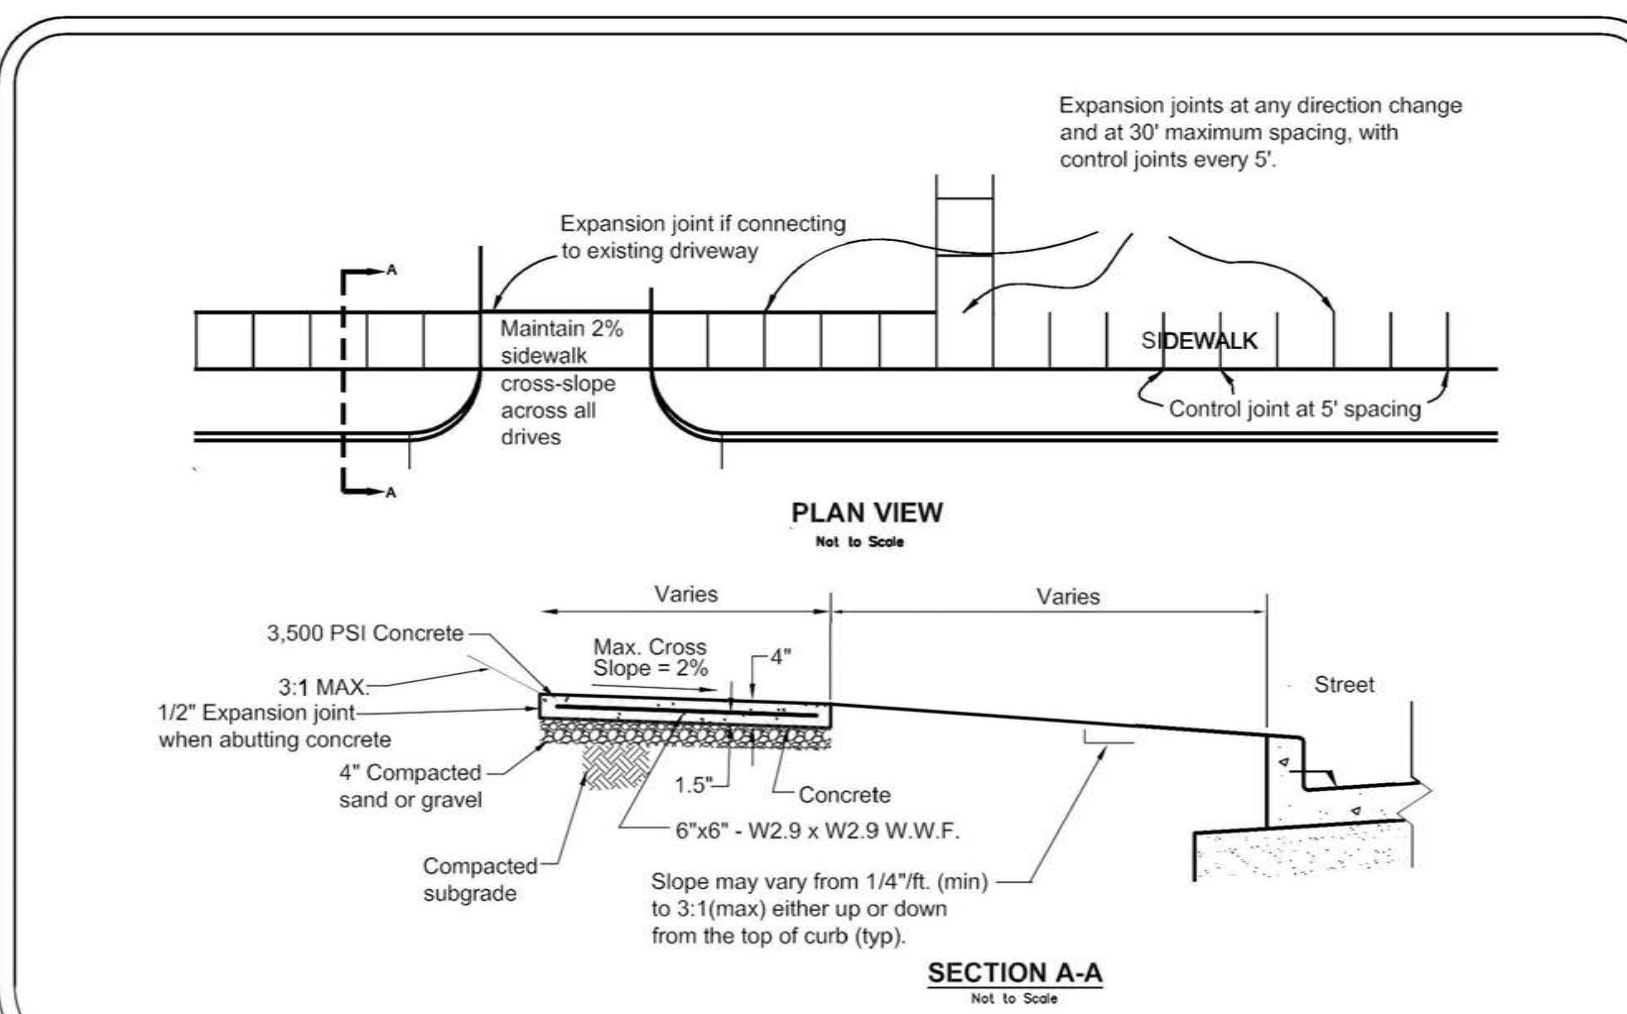 Expansion joints at any direction change
and at 30' maximum spacing, with
control joints every 5'.
Expansion joint if connecting
to existing driveway
A
Maintain 2%
sidewalk
cross-slope
across all
drives
SIDEWALK
Control joint at 5' spacing
A
PLAN VIEW
Not to Scale
Varies
Varies
3,500 PSI Concrete
Max. Cross
Slope = 2%
4"
3:1 MAX.
Street
1/2" Expansion joint
when abutting concrete
4" Compacted
sand or gravel
1.5"
Concrete
6"x6" - W2.9 x W2.9 W.W.F.
Compacted
subgrade
Slope may vary from 1/4"/ft. (min)
to 3:1(max) either up or down
from the top of curb (typ).
SECTION A-A
Not to Scale